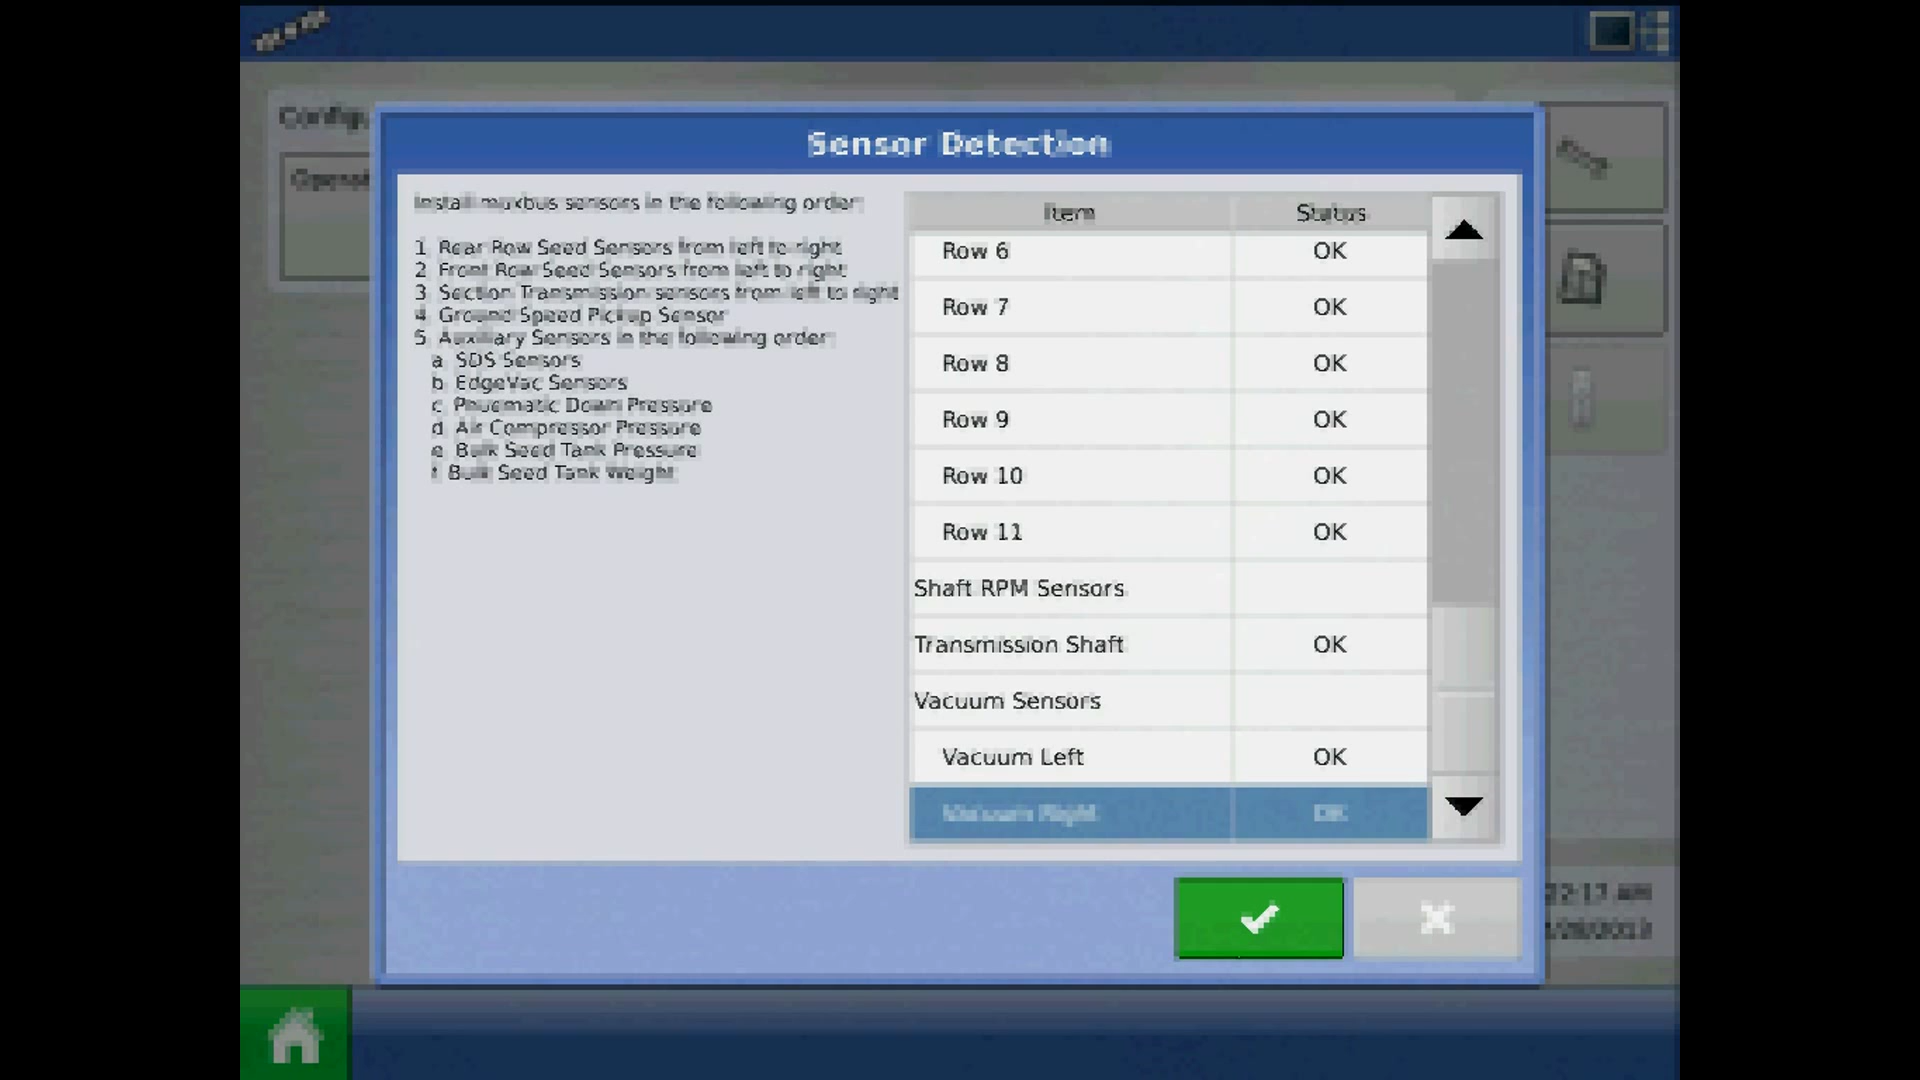 Sensor Detection
Install muxbus sensors in the following order:
1. Rear Row Seed Sensors from left to right
2. Front Row Seed Sensors from left to right
3. Section Transmission sensors from left to right
4. Ground Speed Pickup Sensor
5. Auxiliary Sensors in the following order:
a. SDS Sensors
b. EdgeVac Sensors
c. Pnuematic Down Pressure
d. Air Compressor Pressure
e. Bulk Seed Tank Pressure
f. Bulk Seed Tank Weight
Item Status
Row 6 OK
Row 7 OK
Row 8 OK
Row 9 OK
Row 10 OK
Row 11 OK
Shaft RPM Sensors
Transmission Shaft OK
Vacuum Sensors
Vacuum Left OK
Vacuum Right OK